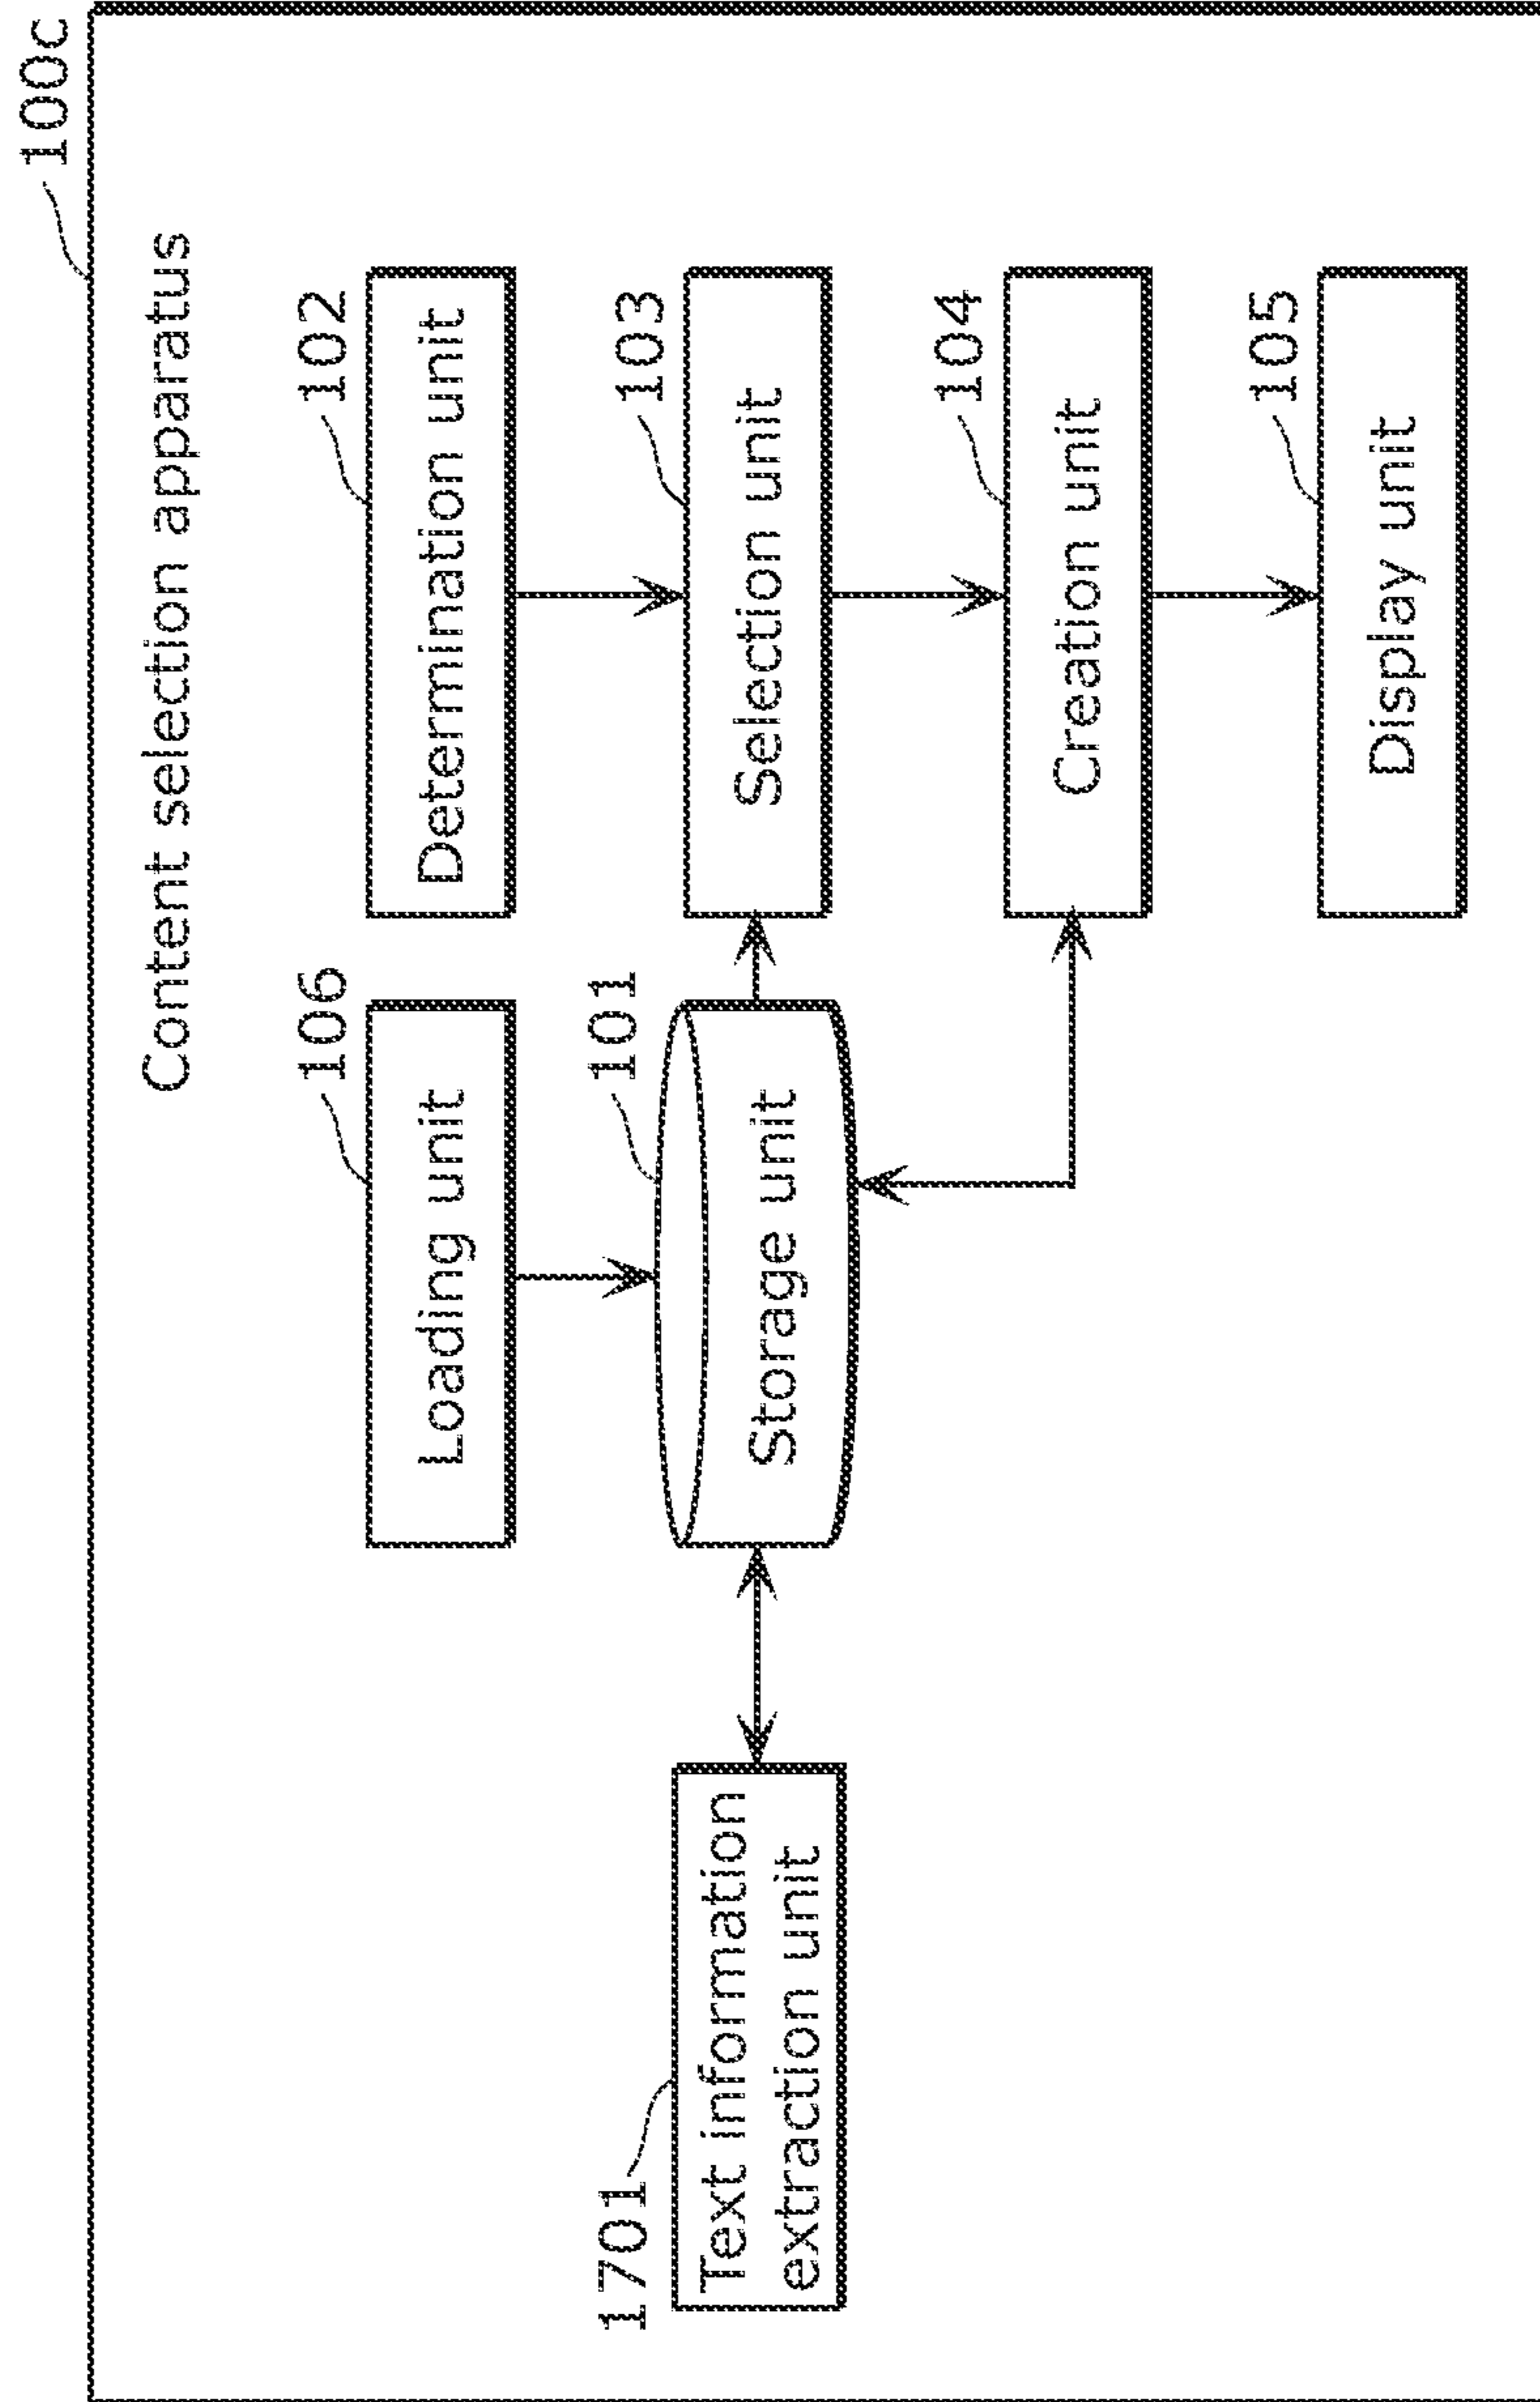 100c
Content selection apparatus
106
Loading unit
102
Determination unit
1701
Text information
extraction unit
101
Storage unit
103
Selection unit
104
Creation unit
105
Display unit